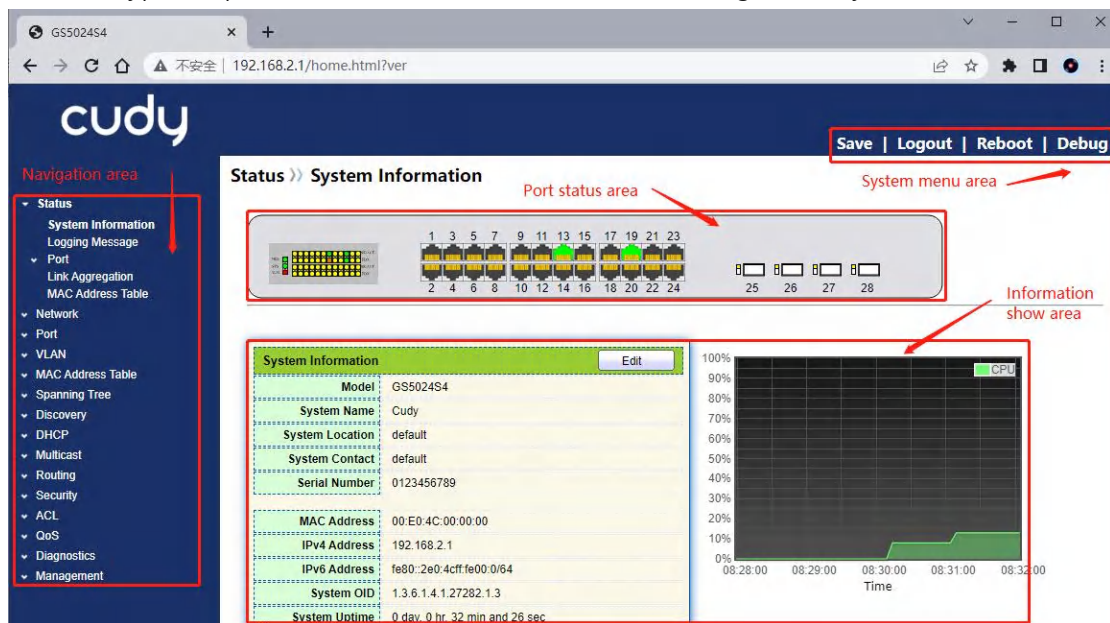 GS5024S4
不安全 | 192.168.2.1/home.html?ver
cudy
Save | Logout | Reboot | Debug
Navigation area
Status 》 System Information
Port status area
System menu area
Status
System Information
Logging Message
Port
Link Aggregation
MAC Address Table
Network
Port
VLAN
MAC Address Table
Spanning Tree
Discovery
DHCP
Multicast
Routing
Security
ACL
QoS
Diagnostics
Management
1 3 5 7 9 11 13 15 17 19 21 23
2 4 6 8 10 12 14 16 18 20 22 24 25 26 27 28
Information
show area
System Information Edit
Model GS5024S4
System Name Cudy
System Location default
System Contact default
Serial Number 0123456789
MAC Address 00:E0:4C:00:00:00
IPv4 Address 192.168.2.1
IPv6 Address fe80::2e0:4cff:fe00:0/64
System OID 1.3.6.1.4.1.27282.1.3
System Uptime 0 day, 0 hr, 32 min and 26 sec
CPU
100%
90%
80%
70%
60%
50%
40%
30%
20%
10%
0%
08:28:00 08:29:00 08:30:00 08:31:00 08:32:00
Time